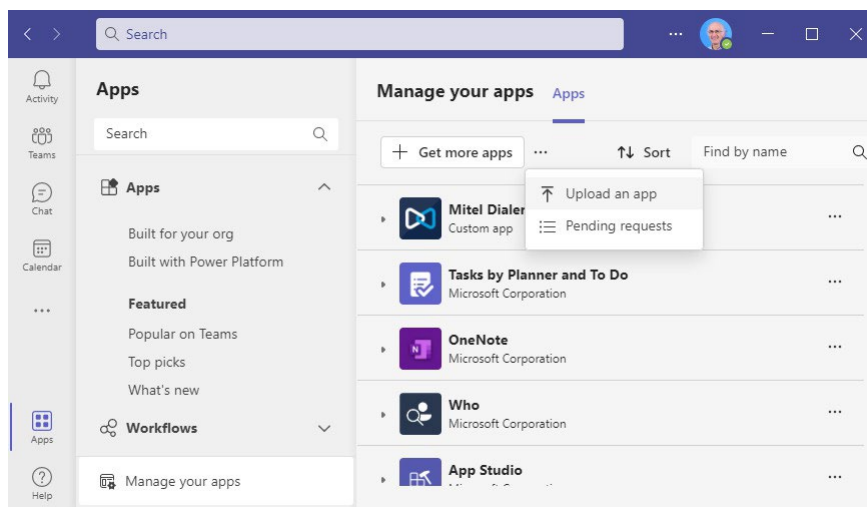 Search
Activity
Teams
Chat
Calendar
Apps
Help
Apps
Search
Apps
Built for your org
Built with Power Platform
Featured
Popular on Teams
Top picks
What's new
Workflows
Manage your apps
Manage your apps Apps
+ Get more apps ... Sort Find by name
Upload an app
Pending requests
Mitel Dialer
Custom app
Tasks by Planner and To Do
Microsoft Corporation
OneNote
Microsoft Corporation
Who
Microsoft Corporation
App Studio